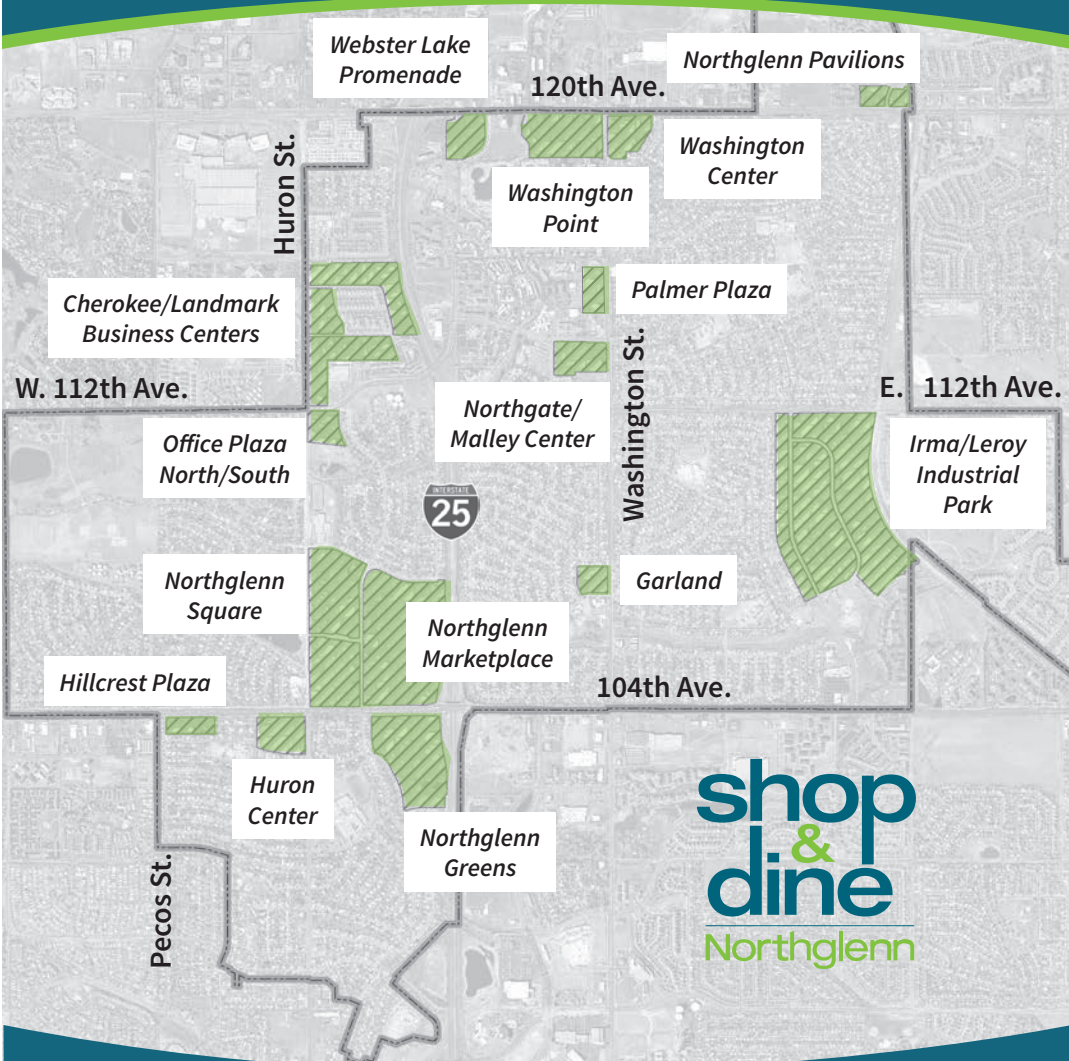 Webster Lake
Promenade
Northglenn Pavilions
120th Ave.
Huron St.
Washington
Center
Washington
Point
Cherokee/Landmark
Business Centers
Palmer Plaza
W. 112th Ave.
Washington St.
E. 112th Ave.
Northgate/
Malley Center
Office Plaza
North/South
Irma/Leroy
Industrial
Park
INTERSTATE
25
Northglenn
Square
Garland
Northglenn
Marketplace
Hillcrest Plaza
104th Ave.
Huron
Center
Northglenn
Greens
Pecos St.
shop
&
dine
Northglenn